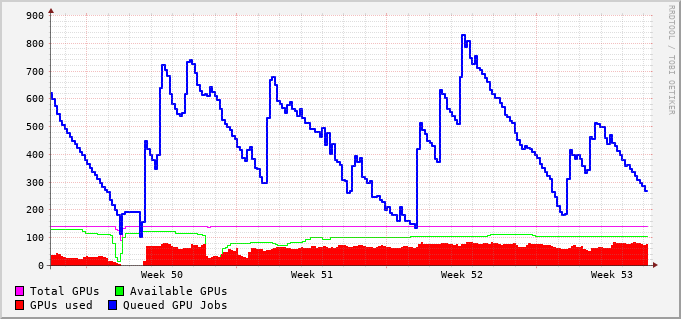 900
800
700
600
500
400
300
200
100
0
Week 50 Week 51 Week 52 Week 53
Total GPUs Available GPUs
GPUs used Queued GPU Jobs
RRDTOOL / TOBI OETIKER